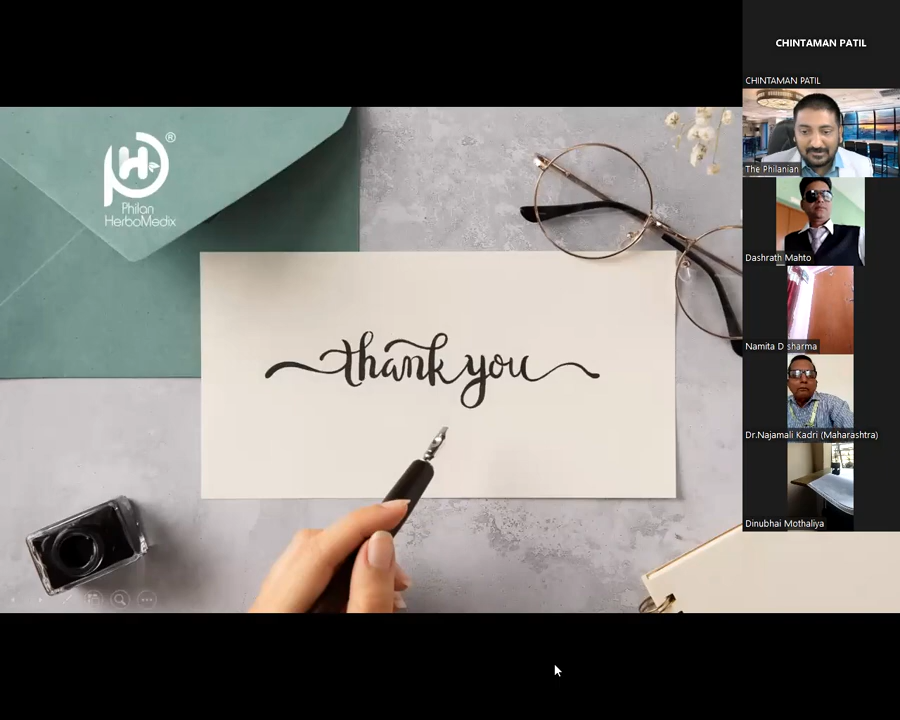 CHINTAMAN PATIL
CHINTAMAN PATIL
The Philanian
Dashrath Mahto
Namita D sharma
Dr.Najamali Kadri (Maharashtra)
Dinubhai Mothaliya
PH®
Philan
HerboMedix
thank you